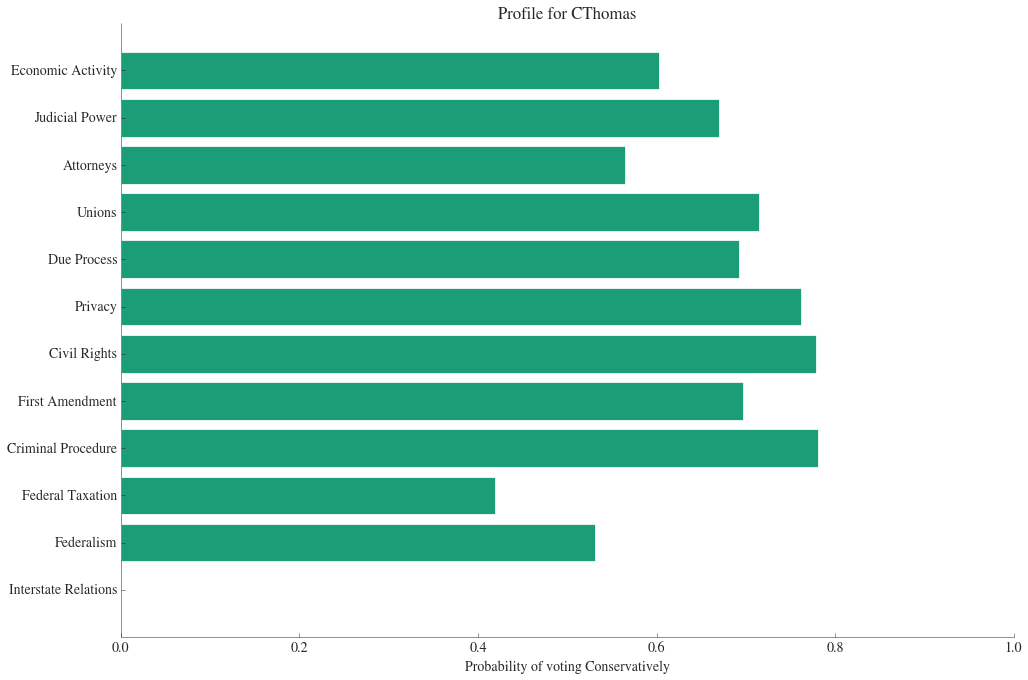 Profile for CThomas
Economic Activity
Judicial Power
Attorneys
Unions
Due Process
Privacy
Civil Rights
First Amendment
Criminal Procedure
Federal Taxation
Federalism
Interstate Relations
0.0 0.2 0.4 0.6 0.8 1.0
Probability of voting Conservatively